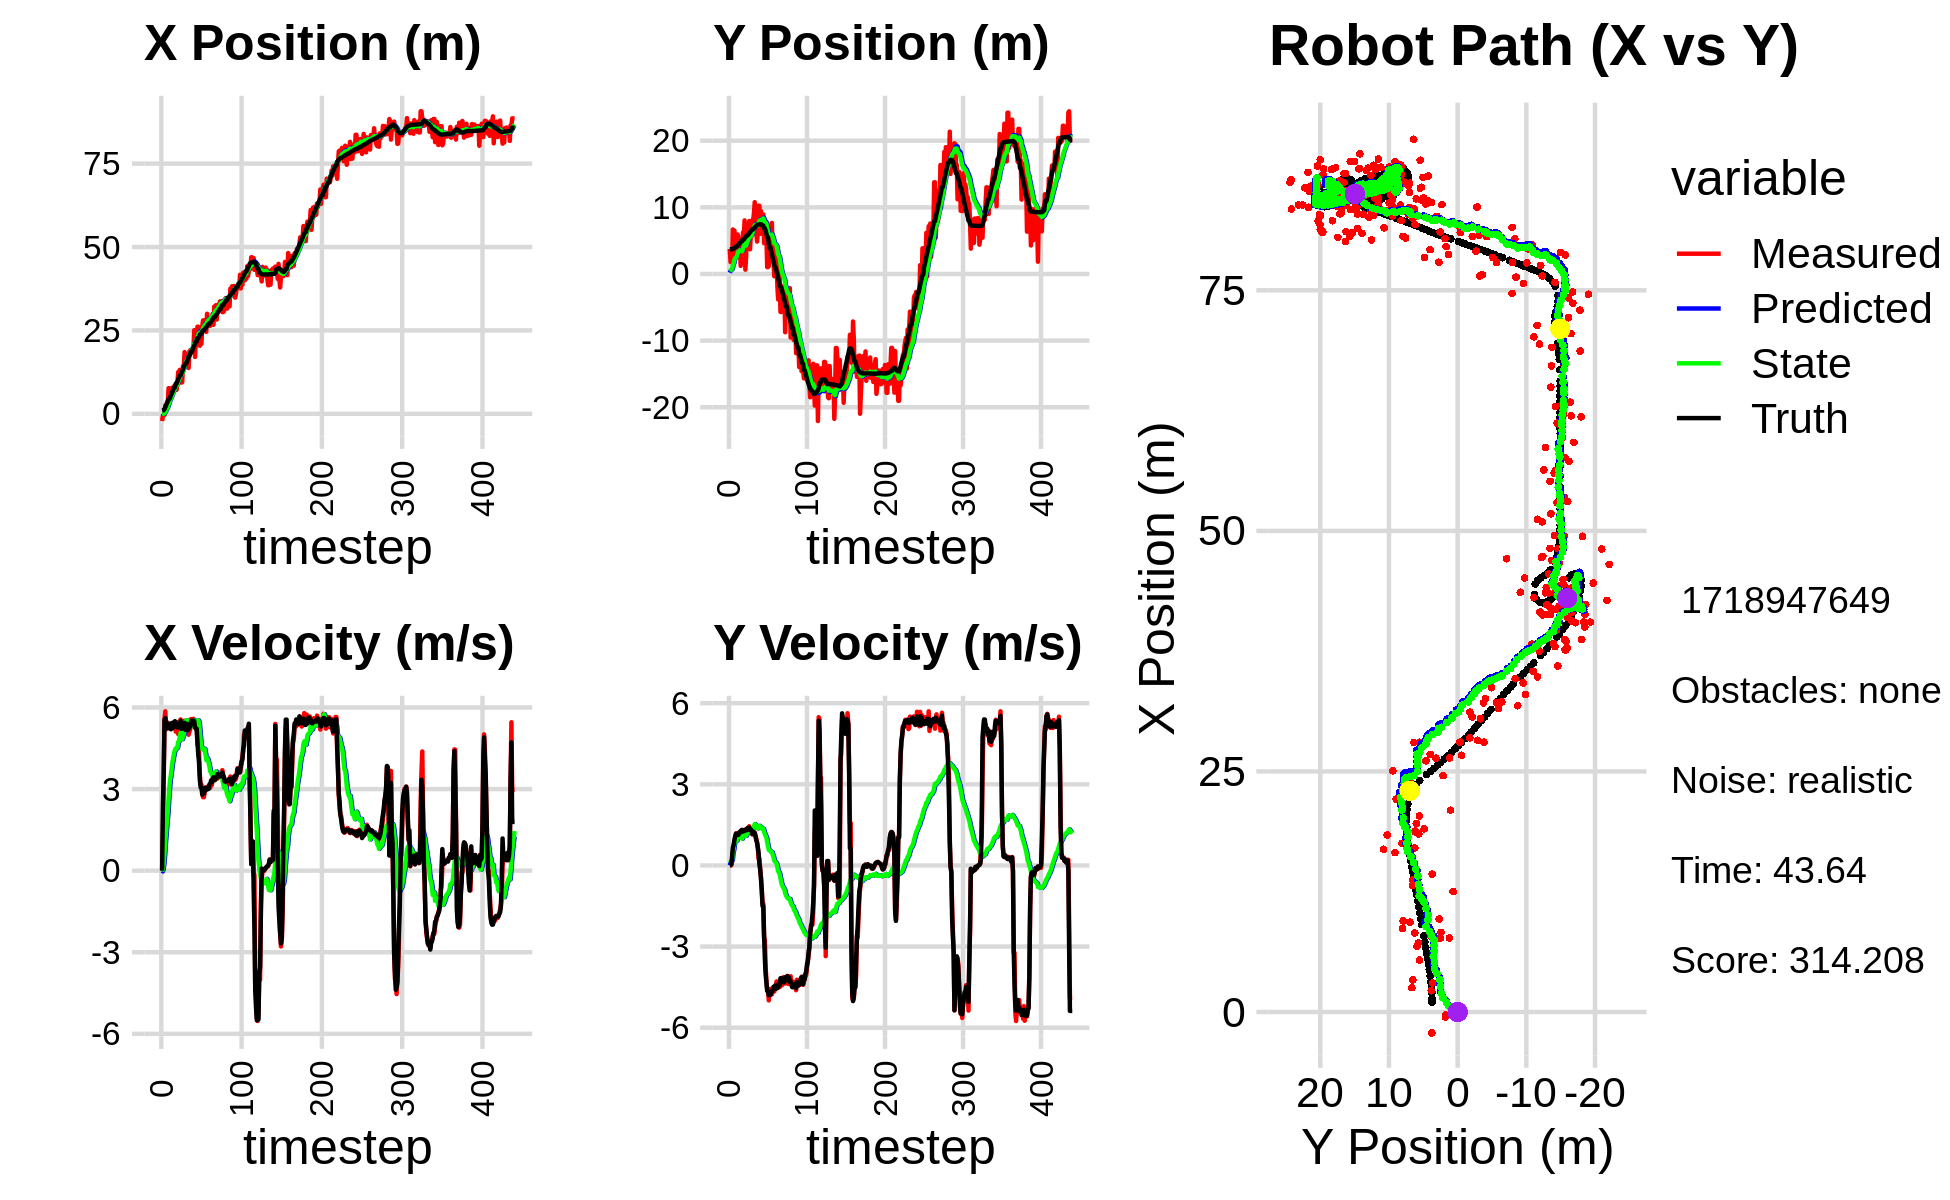 X Position (m)
75
50
25
0
0
100
200
300
400
timestep
Y Position (m)
20
10
0
-10
-20
0
100
200
300
400
timestep
X Velocity (m/s)
6
3
0
-3
-6
0
100
200
300
400
timestep
Y Velocity (m/s)
6
3
0
-3
-6
0
100
200
300
400
timestep
Robot Path (X vs Y)
X Position (m)
75
50
25
0
20 10 0 -10 -20
Y Position (m)
variable
Measured
Predicted
State
Truth
1718947649
Obstacles: none
Noise: realistic
Time: 43.64
Score: 314.208